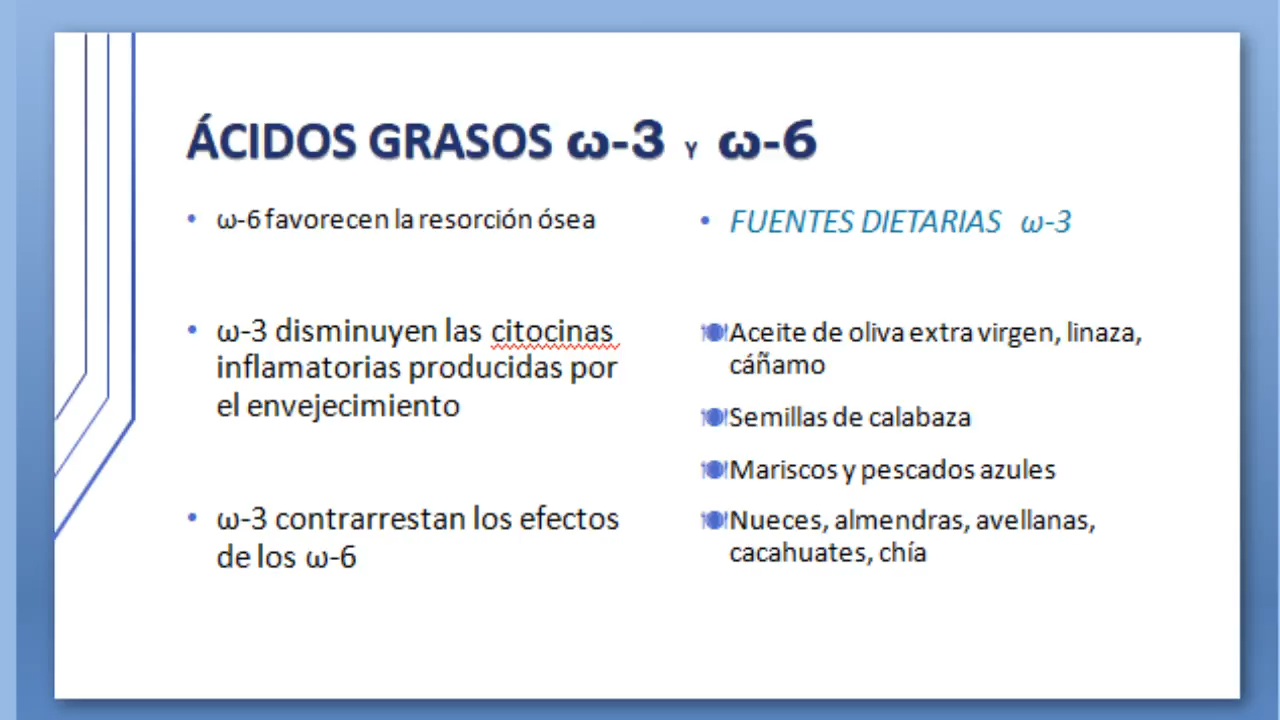 ÁCIDOS GRASOS ω-3 Y ω-6
• ω-6 favorecen la resorción ósea
• ω-3 disminuyen las citocinas
inflamatorias producidas por
el envejecimiento
• ω-3 contrarrestan los efectos
de los ω-6
• FUENTES DIETARIAS ω-3
Aceite de oliva extra virgen, linaza,
cáñamo
Semillas de calabaza
Mariscos y pescados azules
Nueces, almendras, avellanas,
cacahuates, chía